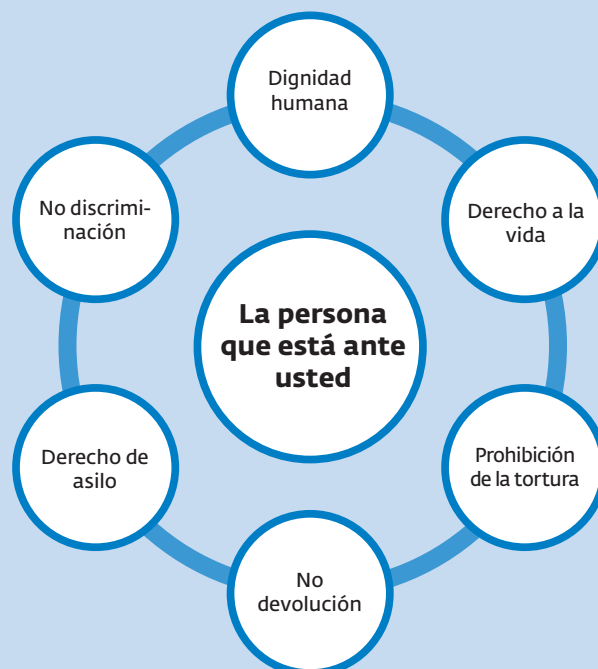 Dignidad
humana
No discrimi-
nación
Derecho a la
vida
La persona
que está ante
usted
Derecho de
asilo
Prohibición
de la tortura
No
devolución